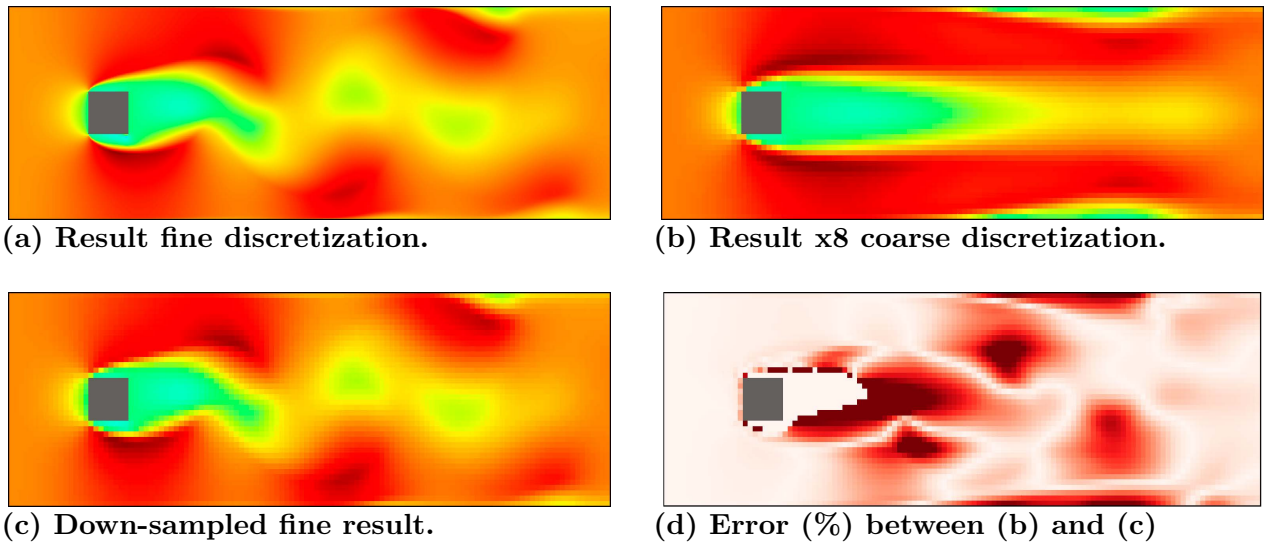 (a) Result fine discretization.
(b) Result x8 coarse discretization.
(c) Down-sampled fine result.
(d) Error (%) between (b) and (c)